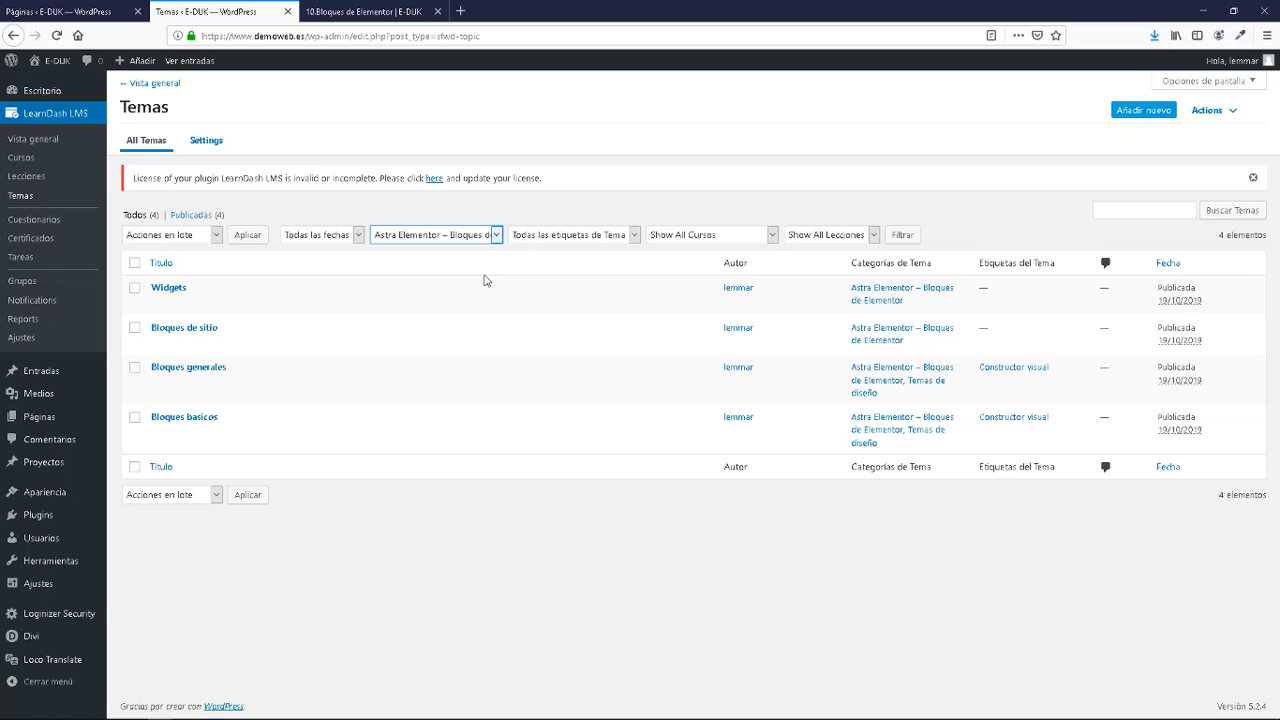 Páginas ‹ E-DUK — WordPress
Temas ‹ E-DUK — WordPress
10.Bloques de Elementor | E-DUK
https://www.demoweb.es/wp-admin/edit.php?post_type=sfwd-topic
E-DUK
0
Añadir
Ver entradas
Hola, lemmar
Escritorio
LearnDash LMS
Vista general
Cursos
Lecciones
Temas
Cuestionarios
Certificados
Tareas
Grupos
Notifications
Reports
Ajustes
Entradas
Medios
Páginas
Comentarios
Proyectos
Apariencia
Plugins
Usuarios
Herramientas
Ajustes
Loginizer Security
Divi
Loco Translate
Cerrar menú
← Vista general
Opciones de pantalla
Temas
Añadir nuevo
Actions
All Temas
Settings
License of your plugin LearnDash LMS is invalid or incomplete. Please click here and update your license.
Todos (4) | Publicadas (4)
Buscar Temas
Acciones en lote
Aplicar
Todas las fechas
Astra Elementor – Bloques d
Todas las etiquetas de Tema
Show All Cursos
Show All Lecciones
Filtrar
4 elementos
Título
Autor
Categorías de Tema
Etiquetas del Tema
Fecha
Widgets
lemmar
Astra Elementor – Bloques
de Elementor
—
—
Publicada
19/10/2019
Bloques de sitio
lemmar
Astra Elementor – Bloques
de Elementor
—
—
Publicada
19/10/2019
Bloques generales
lemmar
Astra Elementor – Bloques
de Elementor, Temas de
diseño
Constructor visual
—
Publicada
19/10/2019
Bloques basicos
lemmar
Astra Elementor – Bloques
de Elementor, Temas de
diseño
Constructor visual
—
Publicada
19/10/2019
Título
Autor
Categorías de Tema
Etiquetas del Tema
Fecha
Acciones en lote
Aplicar
4 elementos
Gracias por crear con WordPress
Versión 5.2.4